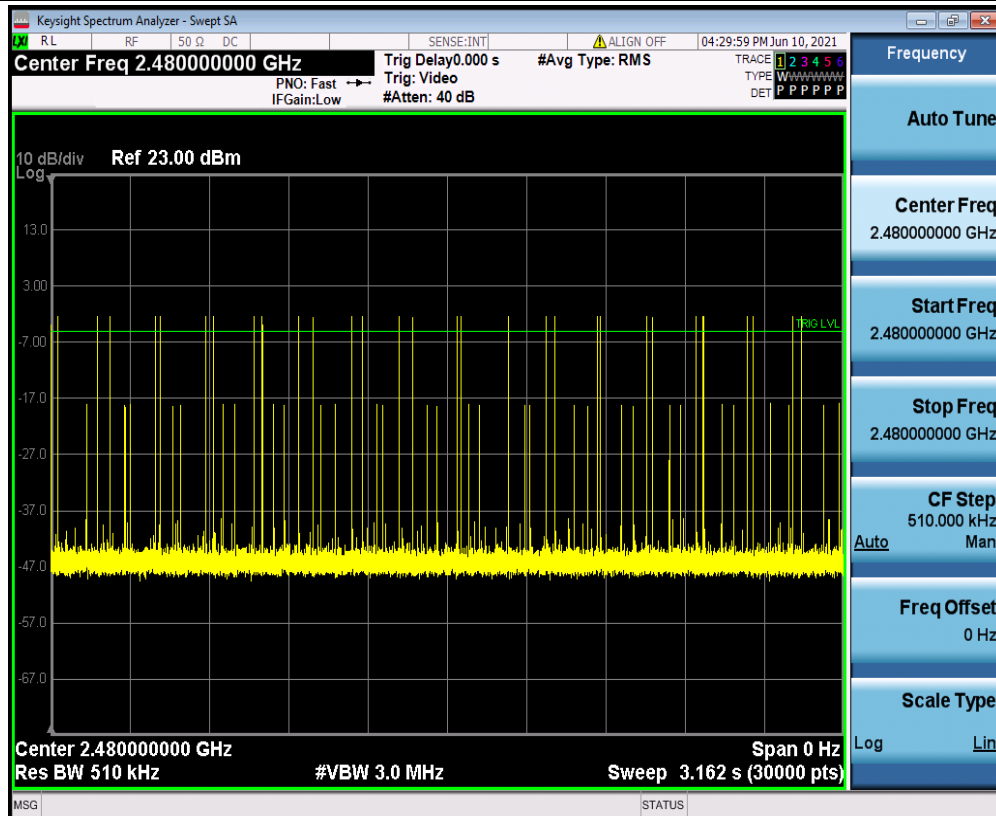 Keysight Spectrum Analyzer - Swept SA
LXI RL RF 50 Ω DC SENSE:INT ALIGN OFF 04:29:59 PM Jun 10, 2021
Center Freq 2.480000000 GHz
PNO: Fast
IFGain:Low
Trig Delay0.000 s
Trig: Video
#Atten: 40 dB
#Avg Type: RMS
TRACE 1 2 3 4 5 6
TYPE WWWWWW
DET P P P P P P
10 dB/div
Log
Ref 23.00 dBm
13.0
3.00
TRIG LVL
-7.00
-17.0
-27.0
-37.0
-47.0
-57.0
-67.0
Center 2.480000000 GHz
Span 0 Hz
Res BW 510 kHz
#VBW 3.0 MHz
Sweep 3.162 s (30000 pts)
MSG
STATUS
Frequency
Auto Tune
Center Freq
2.480000000 GHz
Start Freq
2.480000000 GHz
Stop Freq
2.480000000 GHz
CF Step
510.000 kHz
Auto Man
Freq Offset
0 Hz
Scale Type
Log Lin